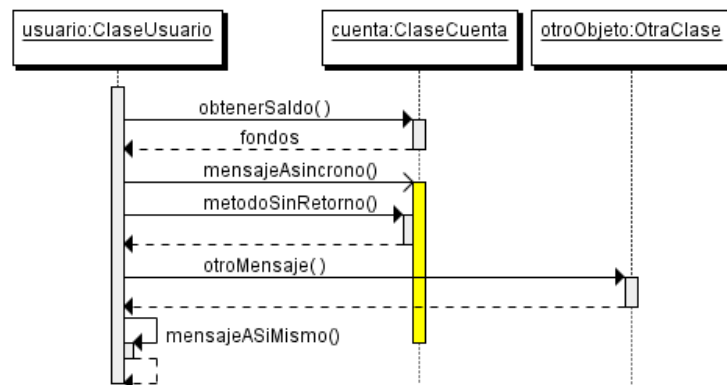 usuario:ClaseUsuario
cuenta:ClaseCuenta
otroObjeto:OtraClase
obtenerSaldo()
fondos
mensajeAsincrono()
metodoSinRetorno()
otroMensaje()
mensajeASiMismo()